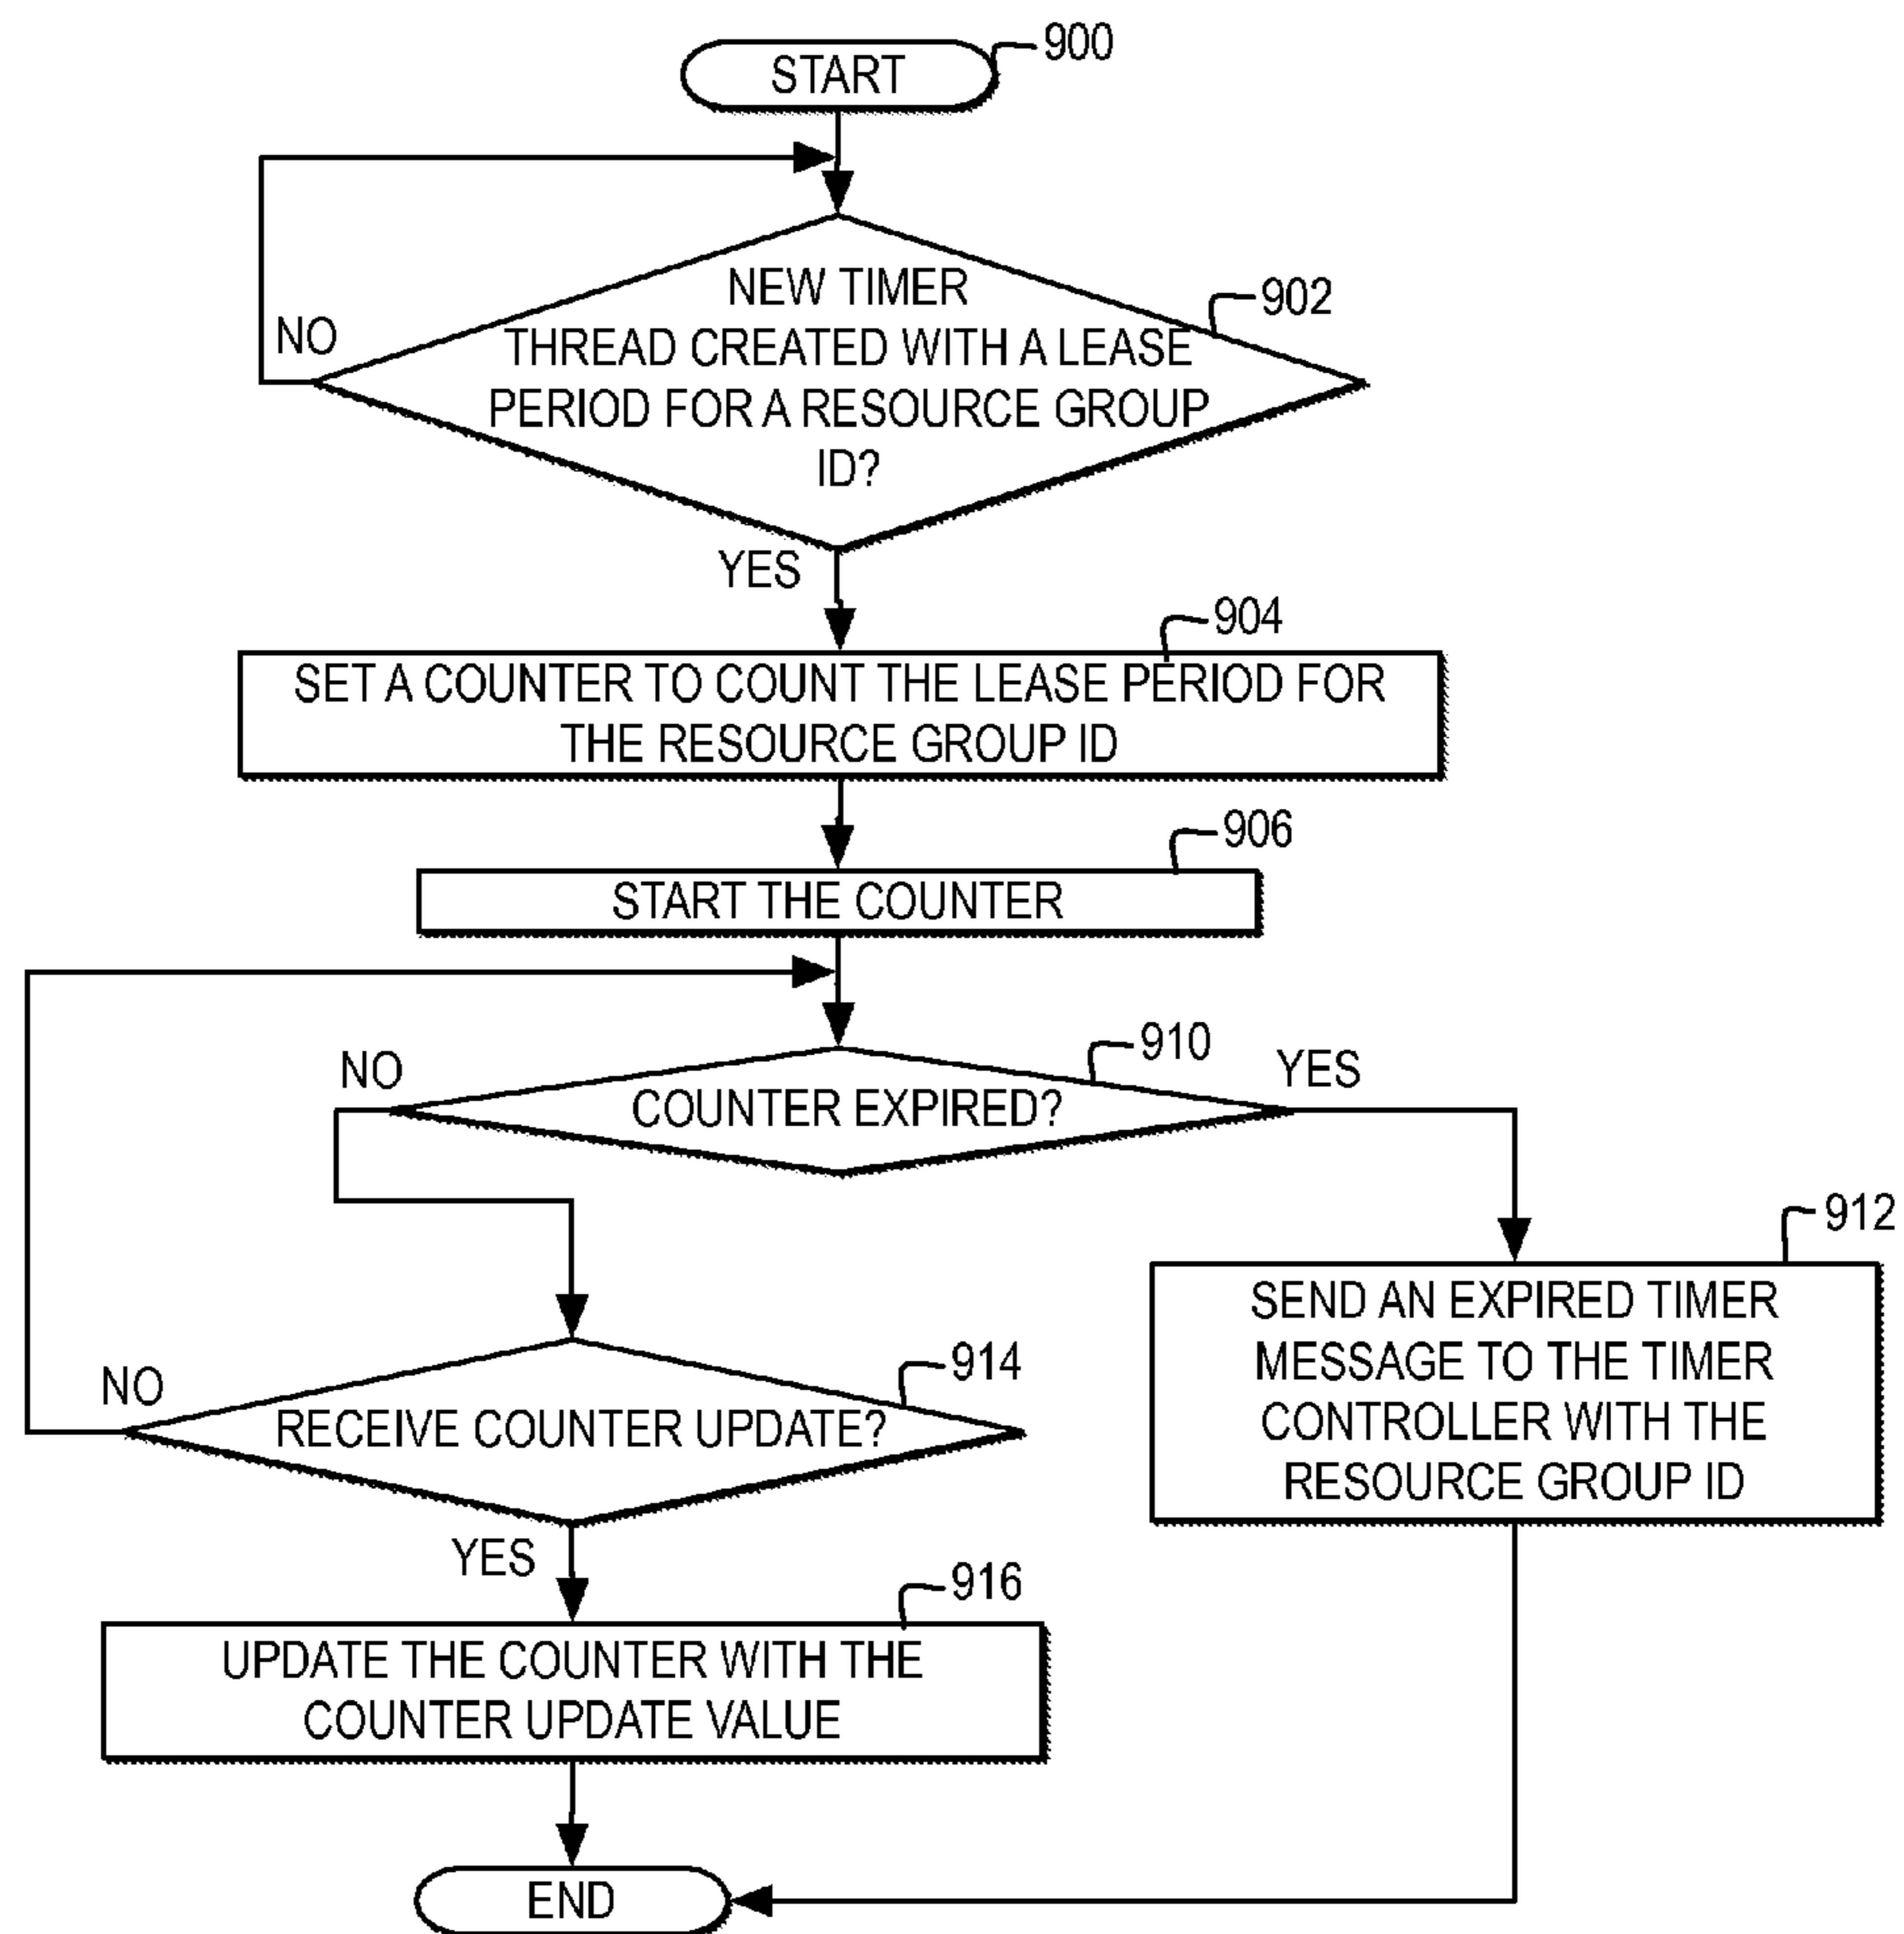 START
900
NEW TIMER
THREAD CREATED WITH A LEASE
PERIOD FOR A RESOURCE GROUP
ID?
902
NO
YES
904
SET A COUNTER TO COUNT THE LEASE PERIOD FOR
THE RESOURCE GROUP ID
906
START THE COUNTER
910
NO
COUNTER EXPIRED?
YES
912
SEND AN EXPIRED TIMER
MESSAGE TO THE TIMER
CONTROLLER WITH THE
RESOURCE GROUP ID
914
NO
RECEIVE COUNTER UPDATE?
YES
916
UPDATE THE COUNTER WITH THE
COUNTER UPDATE VALUE
END